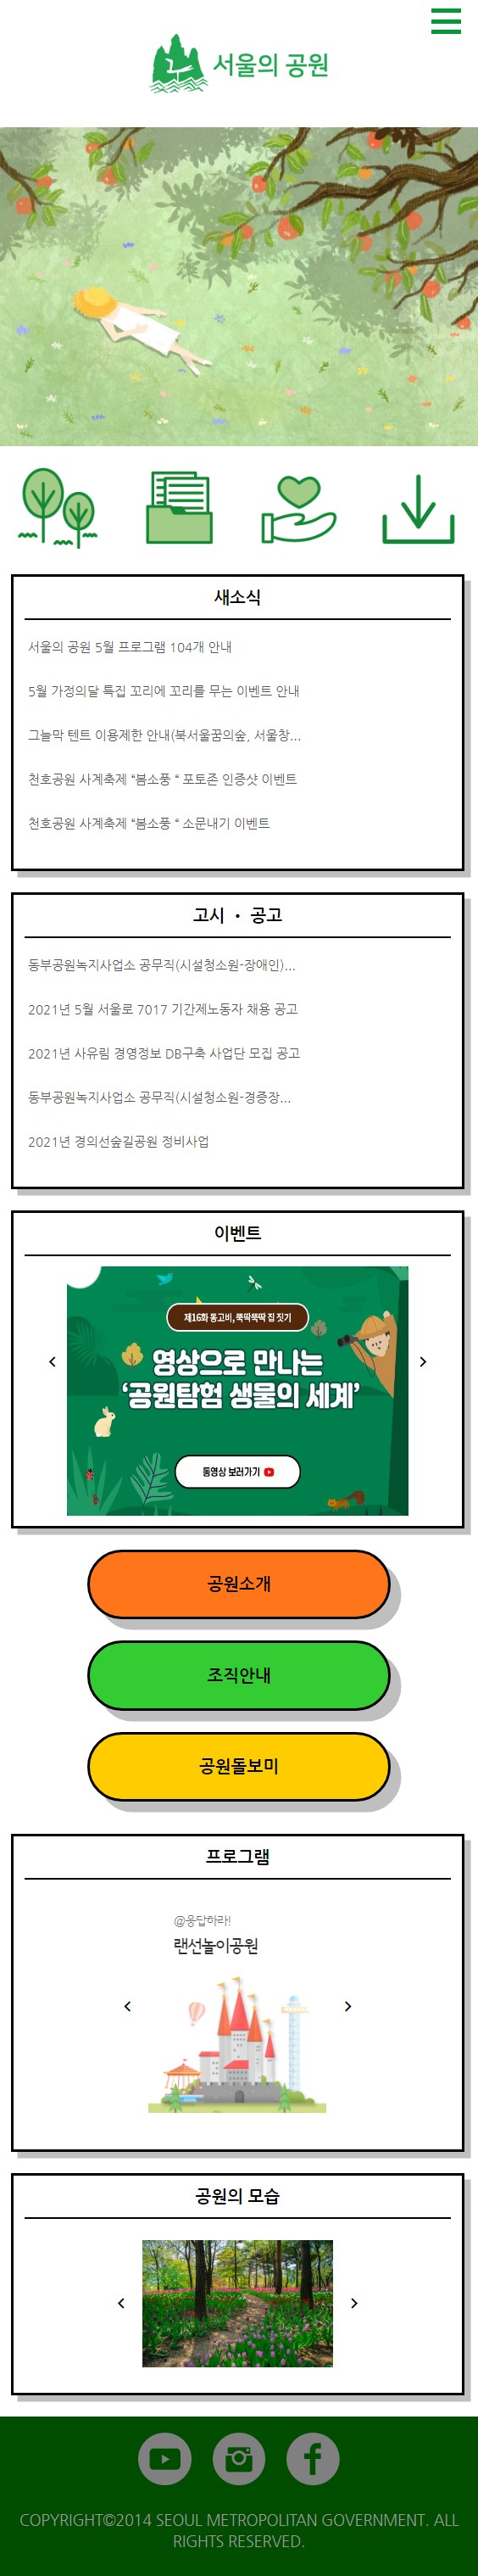 서울의 공원
새소식
서울의 공원 5월 프로그램 104개 안내
5월 가정의달 특집 꼬리에 꼬리를 무는 이벤트 안내
그늘막 텐트 이용제한 안내(북서울꿈의숲, 서울창...
천호공원 사계축제 "봄소풍 " 포토존 인증샷 이벤트
천호공원 사계축제 "봄소풍 " 소문내기 이벤트
고시 · 공고
동부공원녹지사업소 공무직(시설청소원-장애인)...
2021년 5월 서울로 7017 기간제노동자 채용 공고
2021년 사유림 경영정보 DB구축 사업단 모집 공고
동부공원녹지사업소 공무직(시설청소원-경증장...
2021년 경의선숲길공원 정비사업
이벤트
제16화 동고비, 뚝딱뚝딱 집 짓기
영상으로 만나는
‘공원탐험 생물의 세계’
동영상 보러가기
공원소개
조직안내
공원돌보미
프로그램
@응답하라!
랜선놀이공원
공원의 모습
COPYRIGHT©2014 SEOUL METROPOLITAN GOVERNMENT. ALL
RIGHTS RESERVED.